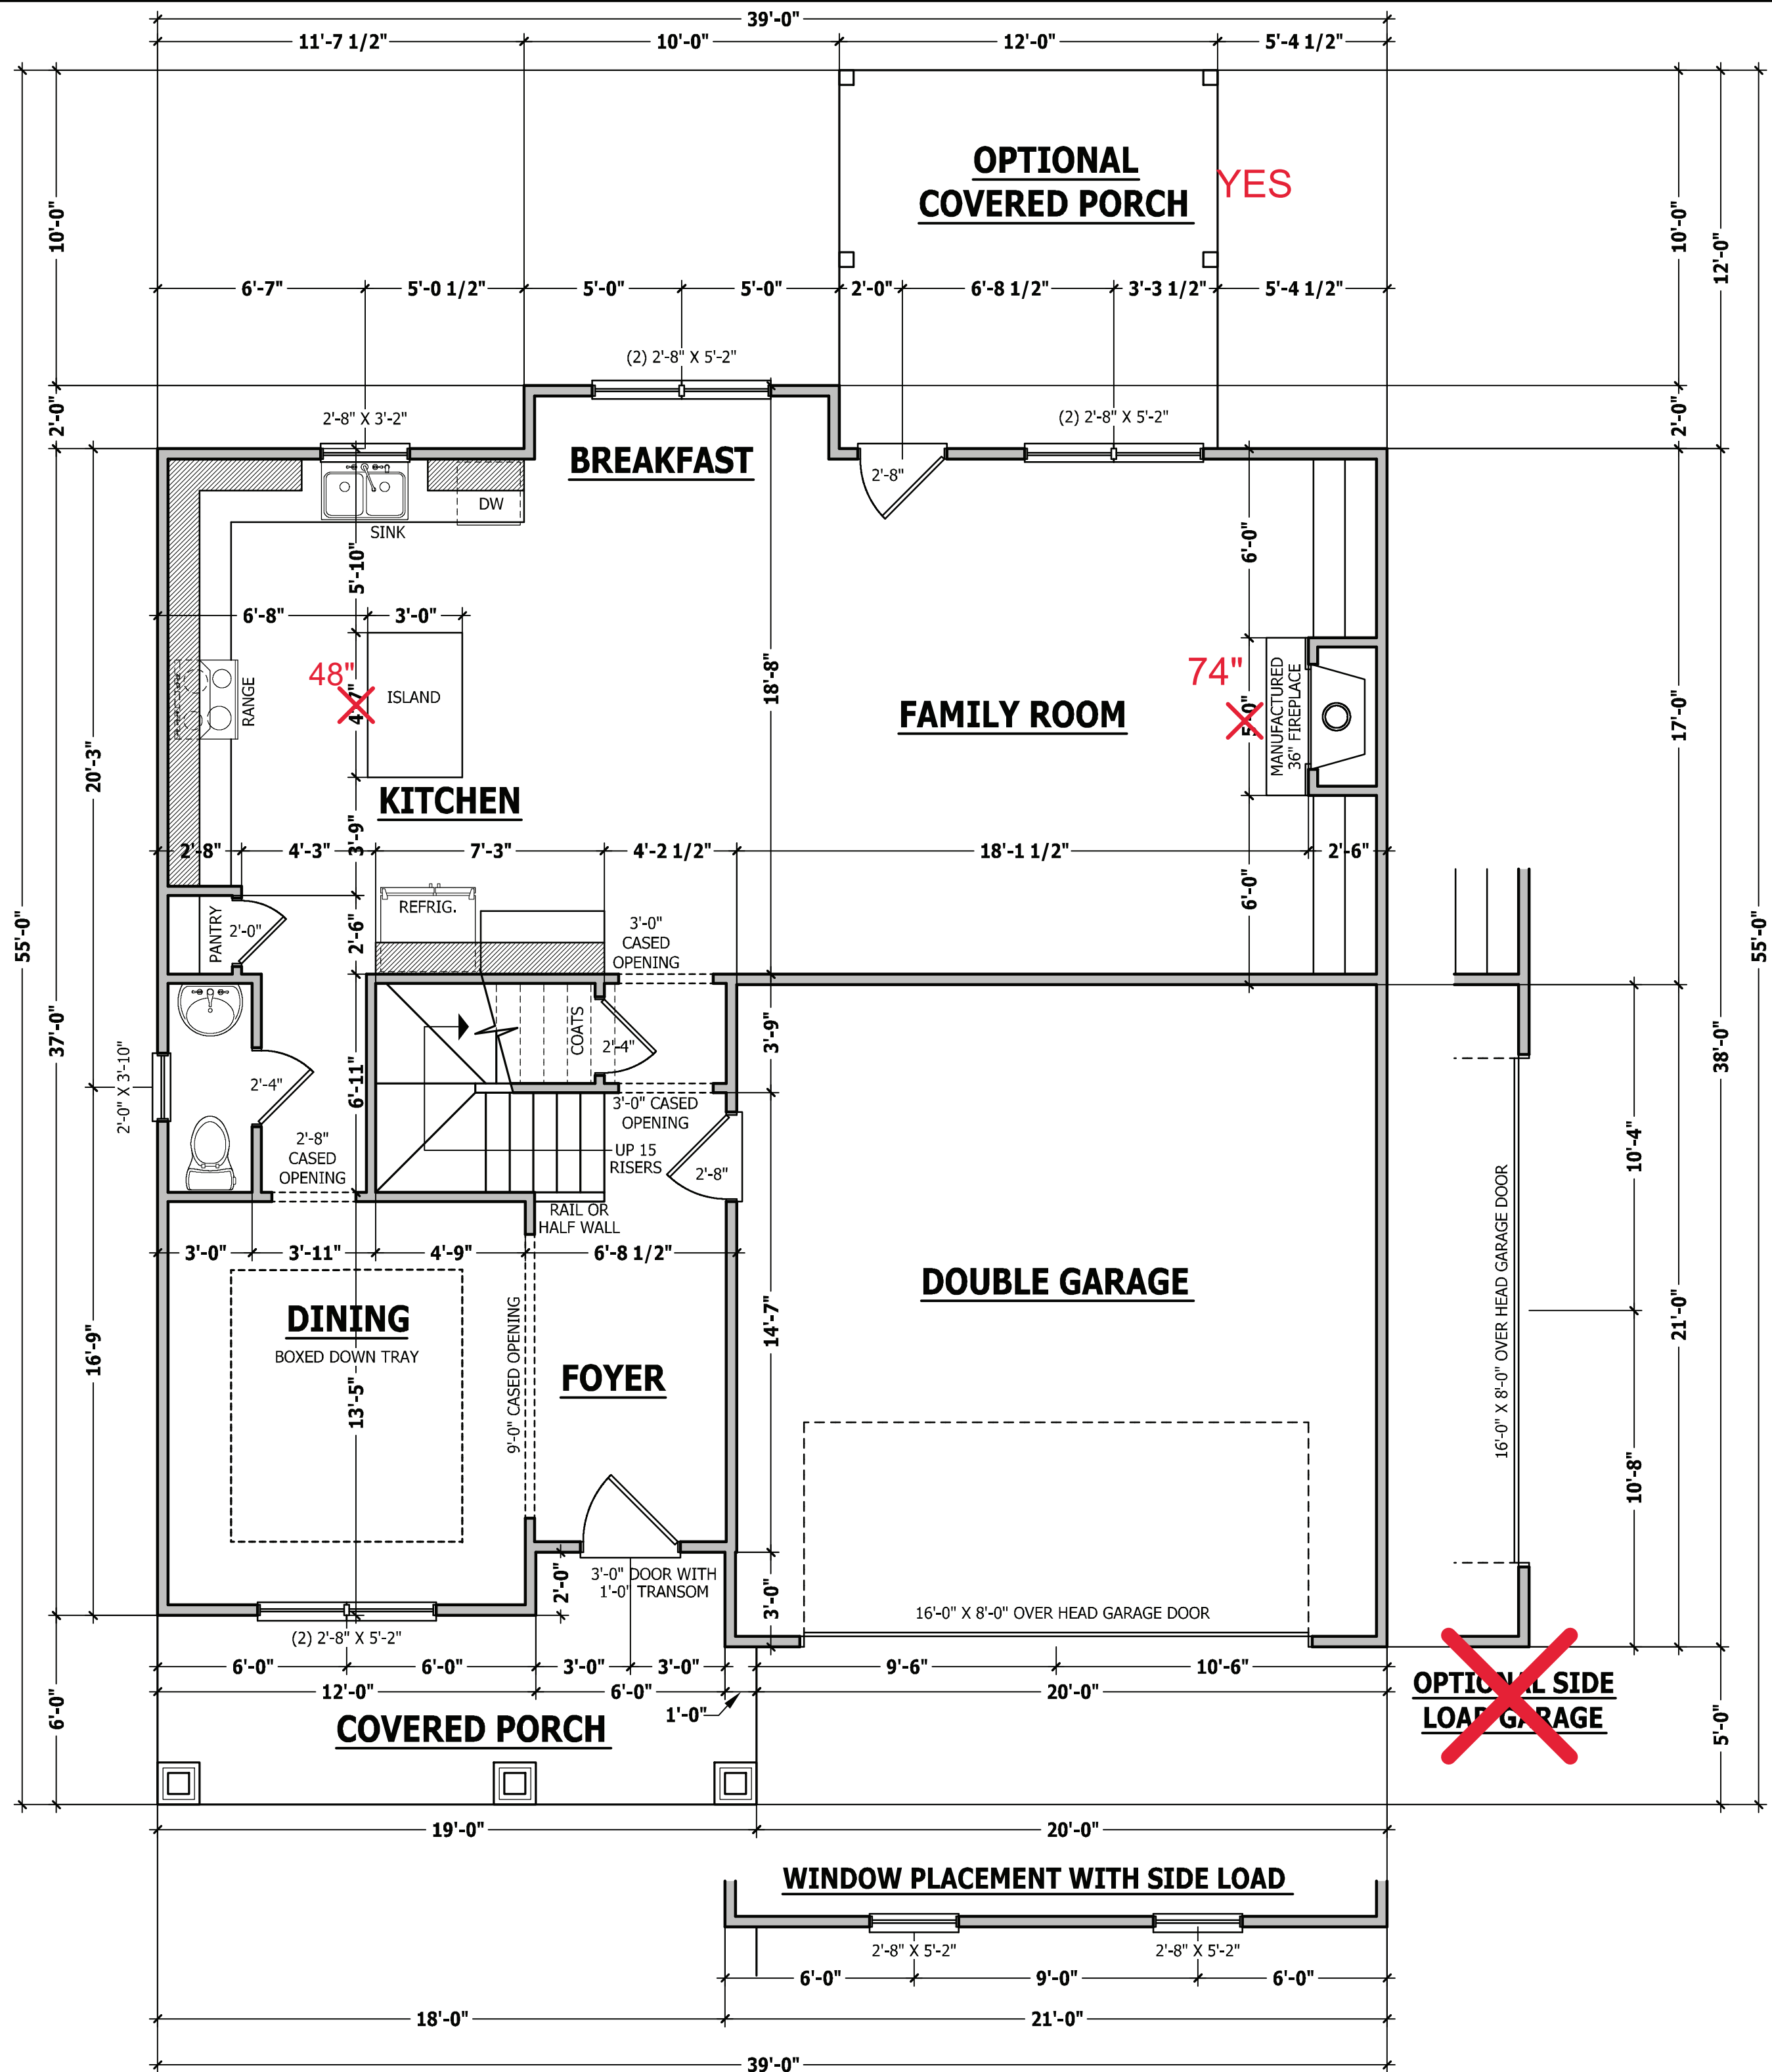 39'-0"
11'-7 1/2" 10'-0" 12'-0" 5'-4 1/2"
OPTIONAL
COVERED PORCH
YES
10'-0"
10'-0"
12'-0"
6'-7" 5'-0 1/2" 5'-0" 5'-0" 2'-0" 6'-8 1/2" 3'-3 1/2" 5'-4 1/2"
(2) 2'-8" X 5'-2"
2'-0"
2'-8" X 3'-2"
(2) 2'-8" X 5'-2"
2'-0"
BREAKFAST
2'-8"
DW
SINK
5'-10"
6'-0"
6'-8" 3'-0"
48"
4'-7"
ISLAND
RANGE
18'-8"
FAMILY ROOM
74"
5'-0"
MANUFACTURED
36" FIREPLACE
17'-0"
20'-3"
KITCHEN
3'-9"
2'-8" 4'-3" 7'-3" 4'-2 1/2" 18'-1 1/2" 2'-6"
6'-0"
REFRIG.
PANTRY
2'-0"
2'-6"
3'-0"
CASED
OPENING
55'-0"
55'-0"
37'-0"
38'-0"
COATS
2'-4"
3'-9"
2'-0" X 3'-10"
2'-4"
6'-11"
3'-0" CASED
OPENING
2'-8"
CASED
OPENING
UP 15
RISERS
2'-8"
10'-4"
RAIL OR
HALF WALL
3'-0" 3'-11" 4'-9" 6'-8 1/2"
DOUBLE GARAGE
16'-0" X 8'-0" OVER HEAD GARAGE DOOR
DINING
BOXED DOWN TRAY
16'-9"
13'-5"
9'-0" CASED OPENING
FOYER
14'-7"
21'-0"
10'-8"
2'-0"
3'-0" DOOR WITH
1'-0" TRANSOM
3'-0"
16'-0" X 8'-0" OVER HEAD GARAGE DOOR
(2) 2'-8" X 5'-2"
6'-0" 6'-0" 3'-0" 3'-0" 9'-6" 10'-6"
12'-0" 6'-0" 20'-0"
1'-0"
OPTIONAL SIDE
LOAD GARAGE
6'-0"
COVERED PORCH
5'-0"
19'-0" 20'-0"
WINDOW PLACEMENT WITH SIDE LOAD
2'-8" X 5'-2" 2'-8" X 5'-2"
6'-0" 9'-0" 6'-0"
18'-0" 21'-0"
39'-0"